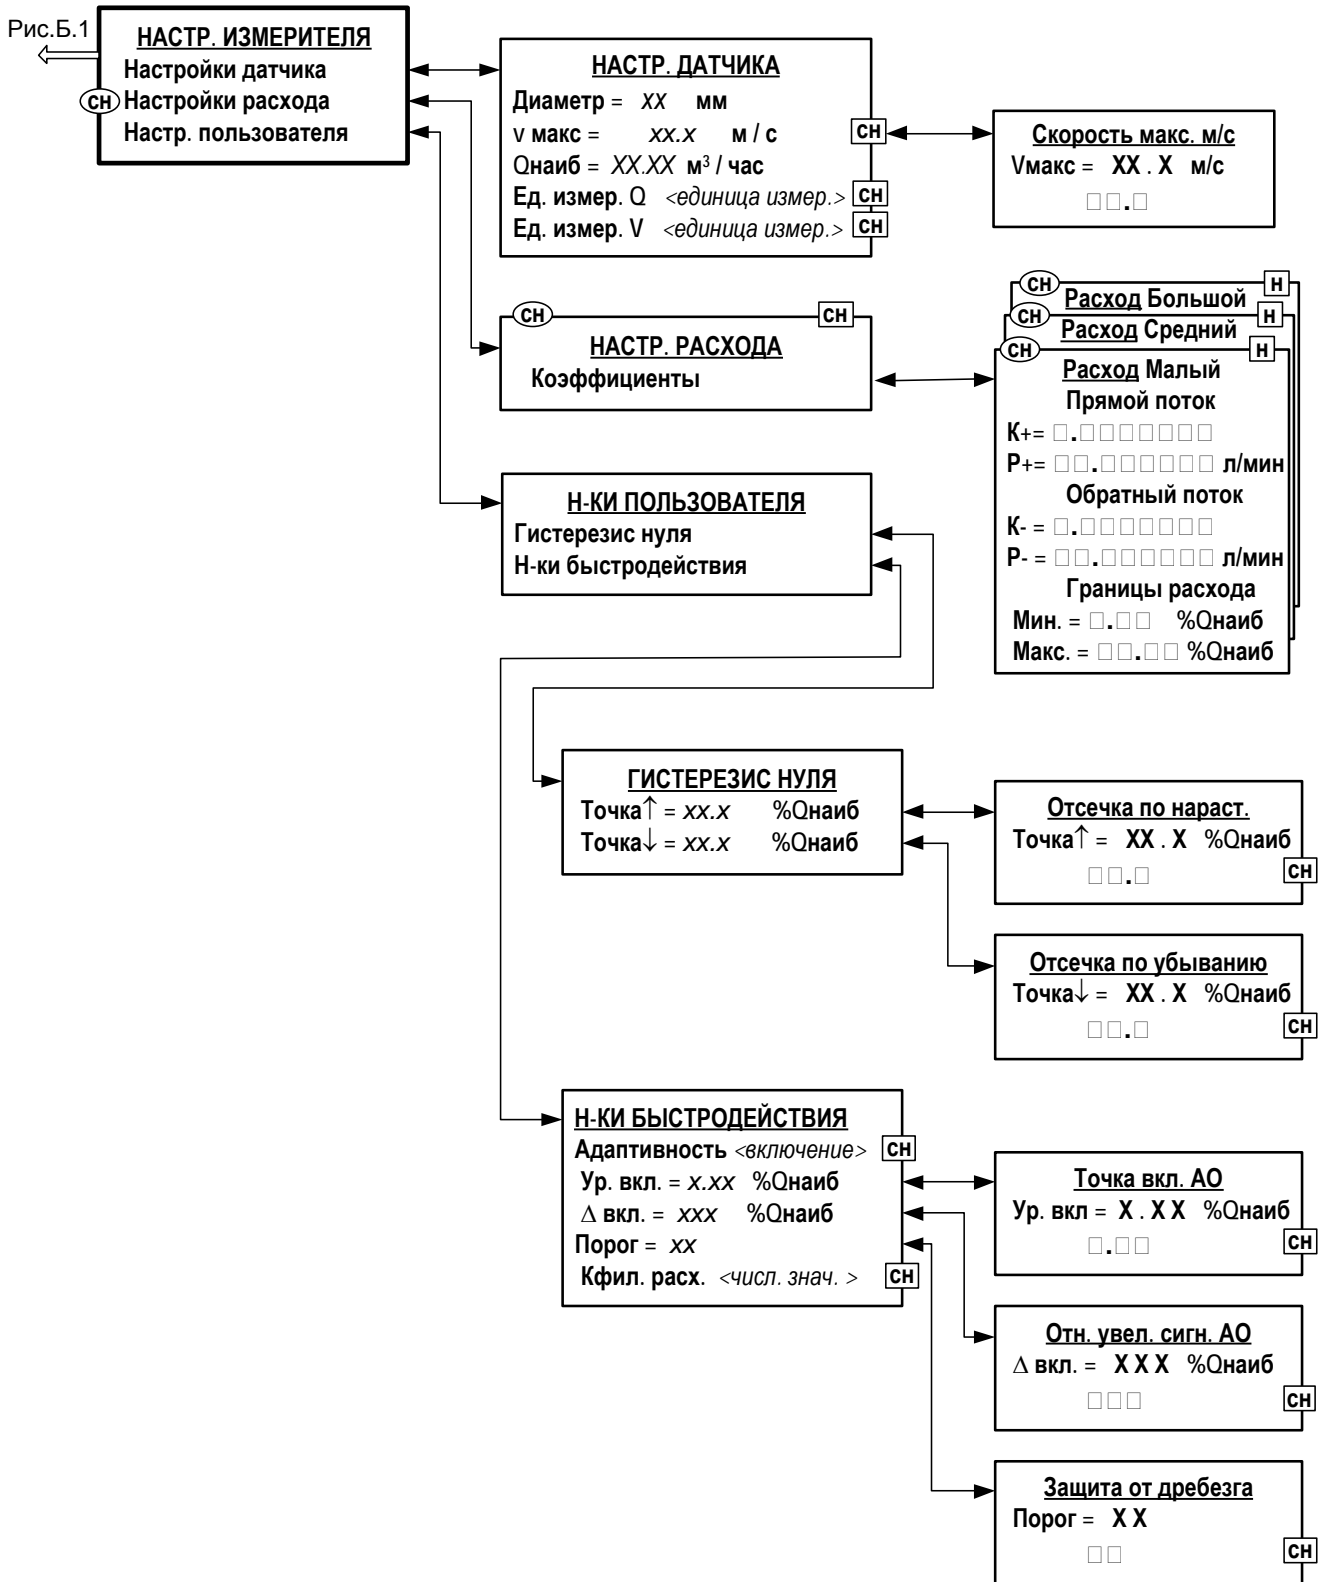 Рис.Б.1
НАСТР. ИЗМЕРИТЕЛЯ
Настройки датчика
СН Настройки расхода
Настр. пользователя
НАСТР. ДАТЧИКА
Диаметр = XX мм
v макс = xx.x м / с СН
Qнаиб = XX.XX м³ / час
Ед. измер. Q <единица измер.> СН
Ед. измер. V <единица измер.> СН
Скорость макс. м/с
Vмакс = XX . X м/с
□□.□
СН СН
НАСТР. РАСХОДА
Коэффициенты
СН Н
Расход Большой
СН Н
Расход Средний
СН Н
Расход Малый
Прямой поток
К+= □.□□□□□□□
Р+= □□.□□□□□□ л/мин
Обратный поток
К- = □.□□□□□□□
Р- = □□.□□□□□□ л/мин
Границы расхода
Мин. = □.□□ %Qнаиб
Макс. = □□.□□ %Qнаиб
Н-КИ ПОЛЬЗОВАТЕЛЯ
Гистерезис нуля
Н-ки быстродействия
ГИСТЕРЕЗИС НУЛЯ
Точка↑ = xx.x %Qнаиб
Точка↓ = xx.x %Qнаиб
Отсечка по нараст.
Точка↑ = XX . X %Qнаиб
□□.□ СН
Отсечка по убыванию
Точка↓ = XX . X %Qнаиб
□□.□ СН
Н-КИ БЫСТРОДЕЙСТВИЯ
Адаптивность <включение> СН
Ур. вкл. = x.xx %Qнаиб
Δ вкл. = xxx %Qнаиб
Порог = xx
Кфил. расх. <числ. знач. > СН
Точка вкл. АО
Ур. вкл = X . X X %Qнаиб
□.□□ СН
Отн. увел. сигн. АО
Δ вкл. = X X X %Qнаиб
□□□ СН
Защита от дребезга
Порог = X X
□□ СН